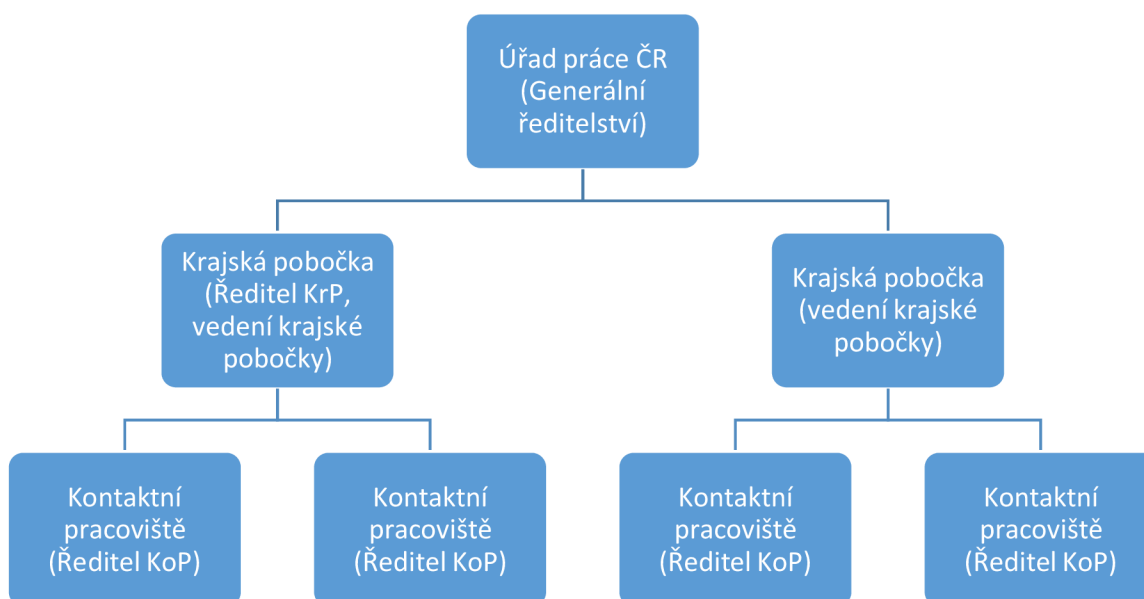 Úřad práce ČR
(Generální
ředitelství)
Krajská pobočka
(Ředitel KrP,
vedení krajské
pobočky)
Krajská pobočka
(vedení krajské
pobočky)
Kontaktní
pracoviště
(Ředitel KoP)
Kontaktní
pracoviště
(Ředitel KoP)
Kontaktní
pracoviště
(Ředitel KoP)
Kontaktní
pracoviště
(Ředitel KoP)